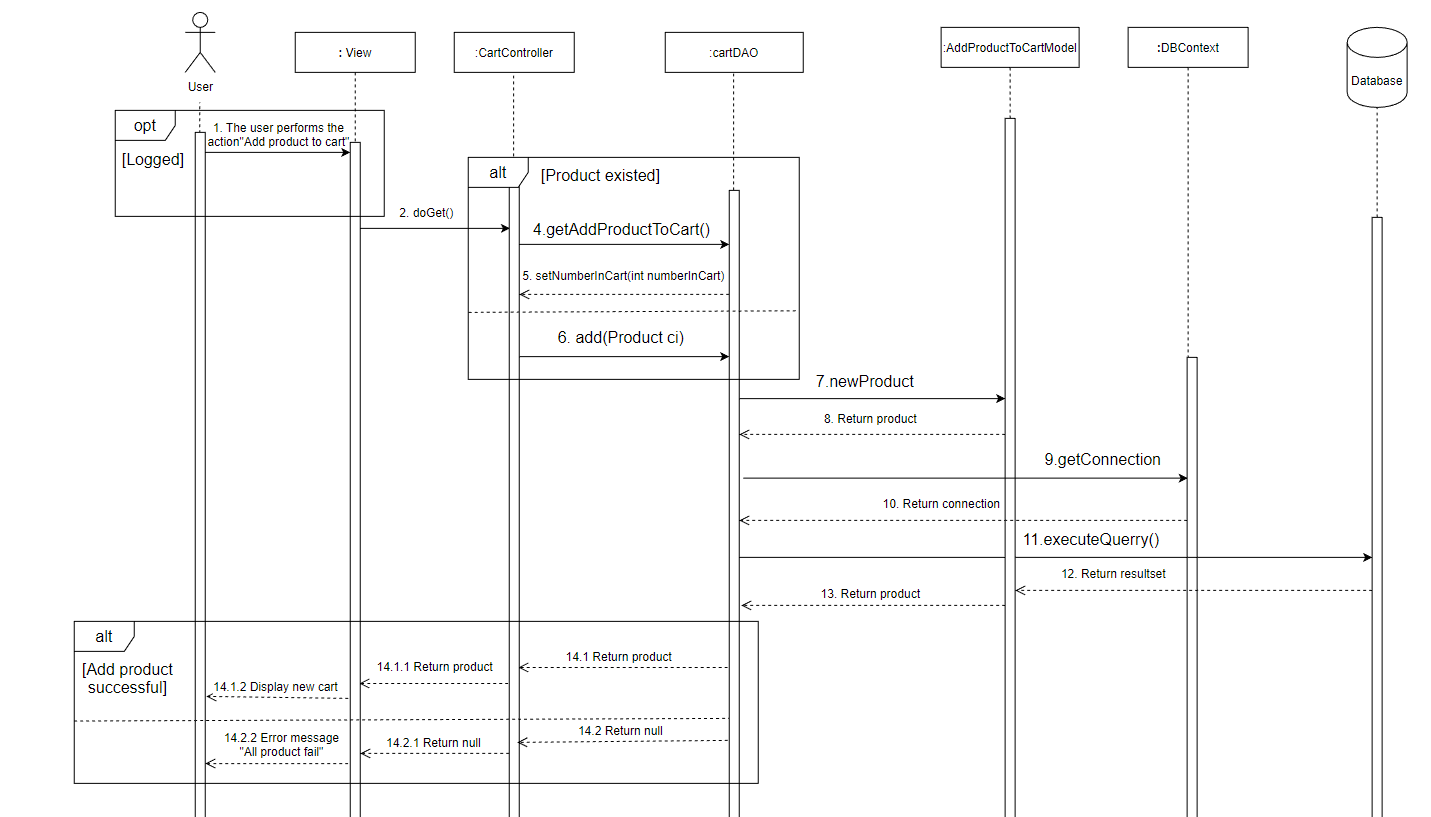 User
: View
:CartController
:cartDAO
:AddProductToCartModel
:DBContext
Database
opt
[Logged]
1. The user performs the
action"Add product to cart"
alt
[Product existed]
2. doGet()
4.getAddProductToCart()
5. setNumberInCart(int numberInCart)
6. add(Product ci)
7.newProduct
8. Return product
9.getConnection
10. Return connection
11.executeQuerry()
12. Return resultset
13. Return product
alt
[Add product
successful]
14.1 Return product
14.1.1 Return product
14.1.2 Display new cart
14.2 Return null
14.2.1 Return null
14.2.2 Error message
"All product fail"